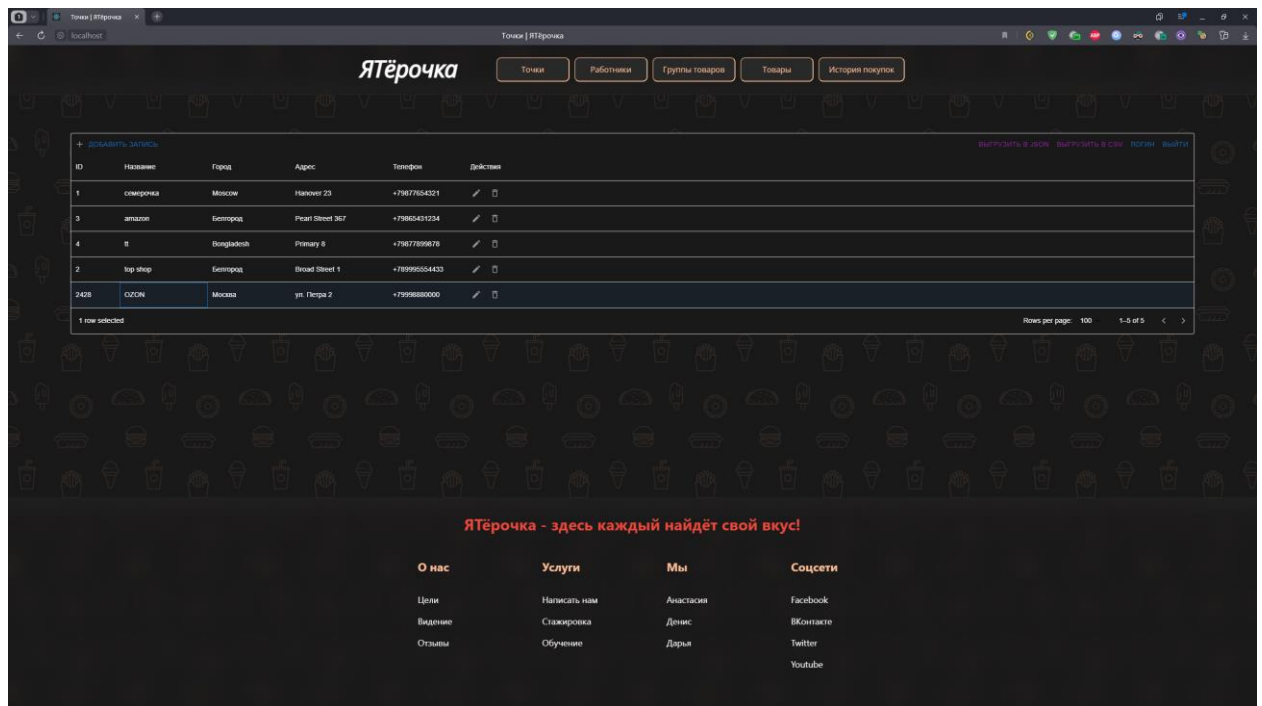 Точки | ЯТёрочка
localhost
Точки | ЯТёрочка
ЯТёрочка
Точки Работники Группы товаров Товары История покупок
+ ДОБАВИТЬ ЗАПИСЬ ВЫГРУЗИТЬ В JSON ВЫГРУЗИТЬ В CSV ЛОГИН ВЫЙТИ
ID Название Город Адрес Телефон Действия
1 семерочка Moscow Hanover 23 +79877654321
3 amazon Белгород Pearl Street 367 +79865431234
4 tt Bongladesh Primary 8 +79877899878
2 top shop Белгород Broad Street 1 +789995554433
2428 OZON Москва ул. Петра 2 +79998880000
1 row selected Rows per page: 100 1–5 of 5
ЯТёрочка - здесь каждый найдёт свой вкус!
О нас Услуги Мы Соцсети
Цели Написать нам Анастасия Facebook
Видение Стажировка Денис ВКонтакте
Отзывы Обучение Дарья Twitter
Youtube